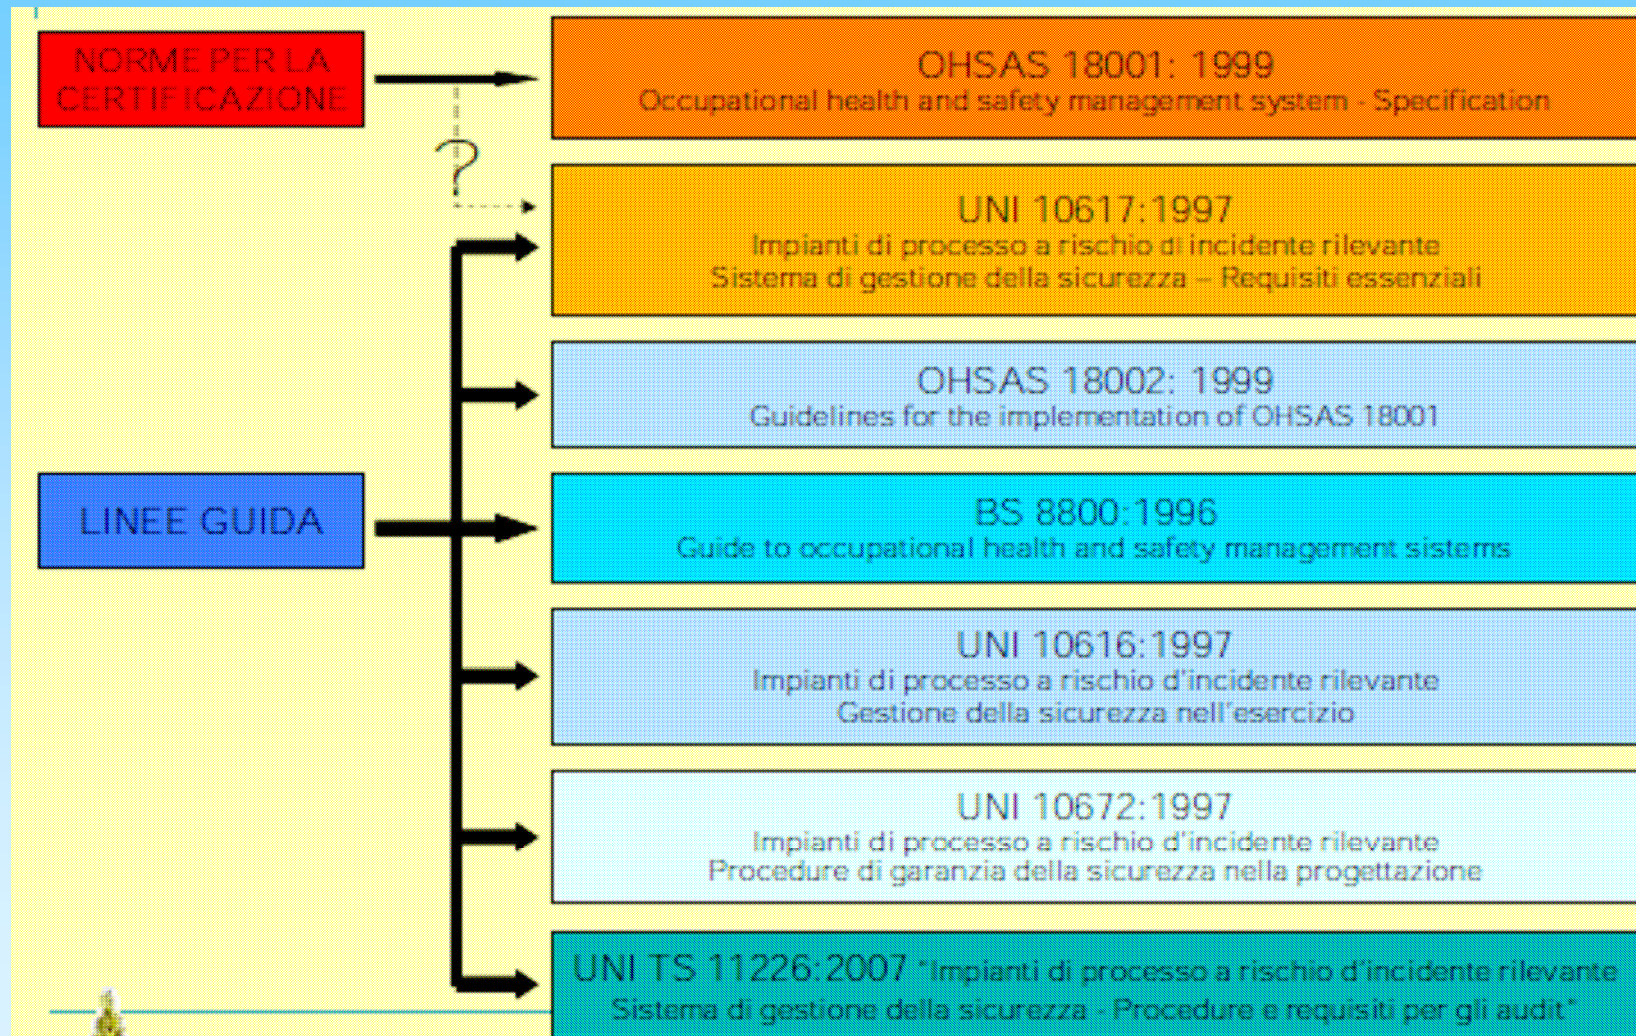 NORME PER LA
CERTIFICAZIONE
OHSAS 18001: 1999
Occupational health and safety management system - Specification
?
UNI 10617:1997
Impianti di processo a rischio di incidente rilevante
Sistema di gestione della sicurezza – Requisiti essenziali
OHSAS 18002: 1999
Guidelines for the implementation of OHSAS 18001
LINEE GUIDA
BS 8800:1996
Guide to occupational health and safety management sistems
UNI 10616:1997
Impianti di processo a rischio d'incidente rilevante
Gestione della sicurezza nell'esercizio
UNI 10672:1997
Impianti di processo a rischio d'incidente rilevante
Procedure di garanzia della sicurezza nella progettazione
UNI TS 11226:2007 "Impianti di processo a rischio d'incidente rilevante
Sistema di gestione della sicurezza - Procedure e requisiti per gli audit"